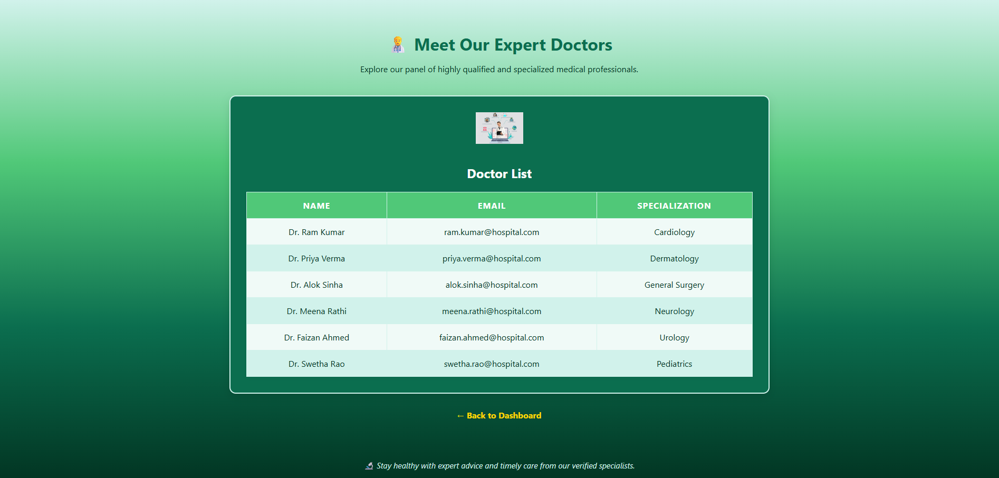 Meet Our Expert Doctors
Explore our panel of highly qualified and specialized medical professionals.
Doctor List
NAME EMAIL SPECIALIZATION
Dr. Ram Kumar ram.kumar@hospital.com Cardiology
Dr. Priya Verma priya.verma@hospital.com Dermatology
Dr. Alok Sinha alok.sinha@hospital.com General Surgery
Dr. Meena Rathi meena.rathi@hospital.com Neurology
Dr. Faizan Ahmed faizan.ahmed@hospital.com Urology
Dr. Swetha Rao swetha.rao@hospital.com Pediatrics
← Back to Dashboard
Stay healthy with expert advice and timely care from our verified specialists.